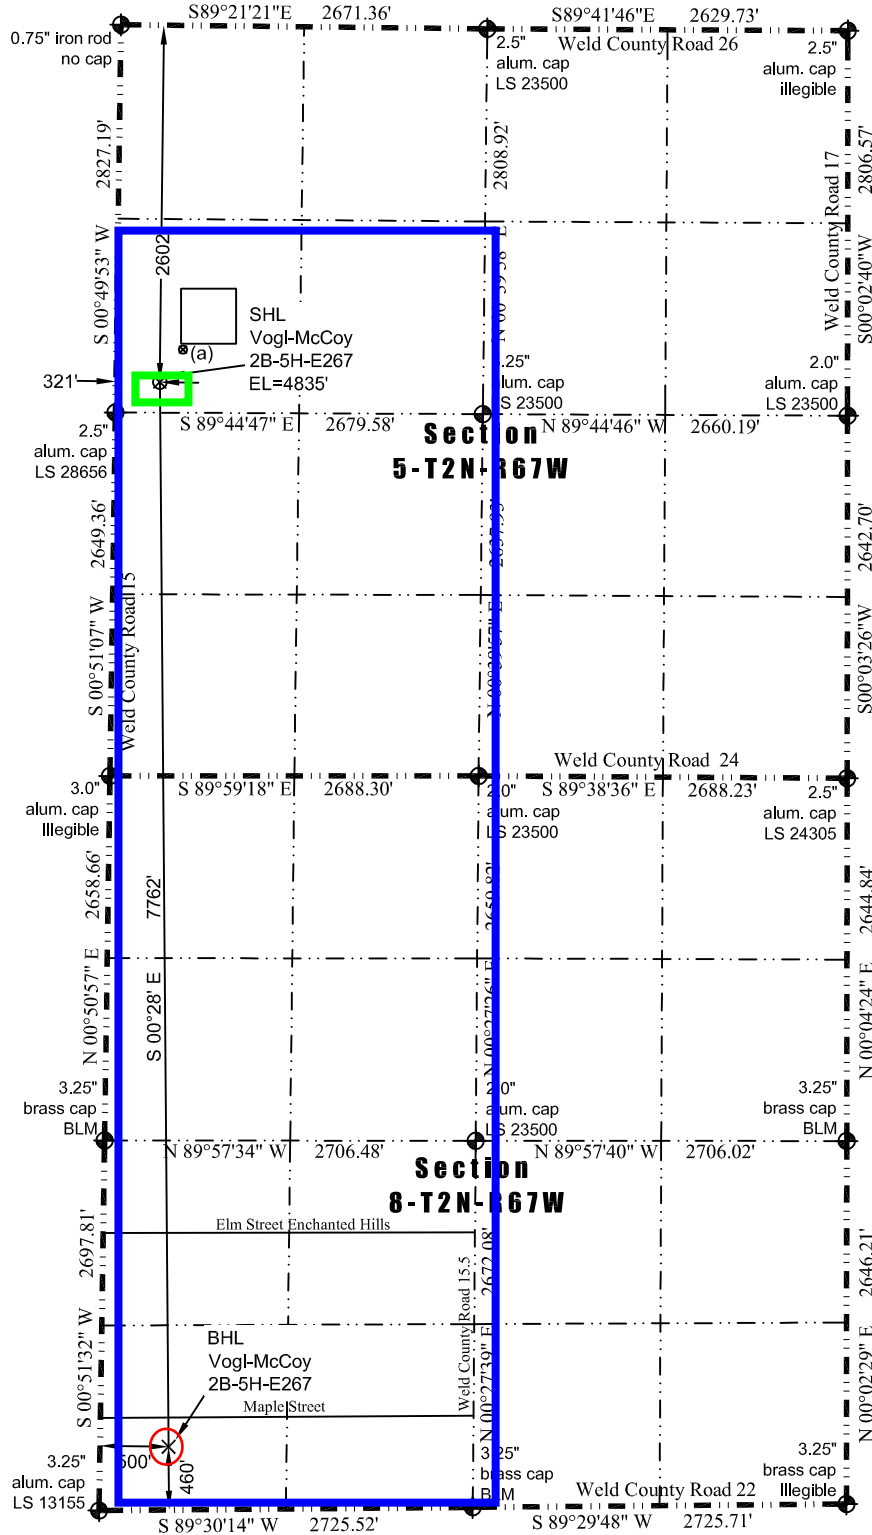 S89°21'21"E 2671.36' S89°41'46"E 2629.73'
0.75" iron rod
no cap
2.5"
alum. cap
LS 23500
Weld County Road 26
2.5"
alum. cap
illegible
2827.19'
2808.92'
2806.57'
Weld County Road 17
S 00°49'53" W
2602
S00°02'40"W
SHL
Vogl-McCoy
2B-5H-E267
EL=4835'
(a)
321'
alum. cap
2.0"
alum. cap
LS 23500
S 89°44'47" E 2679.58' N 89°44'46" W 2660.19'
2.5"
alum. cap
LS 28656
Section
5-T2N-R67W
2649.36'
2642.70'
Weld County Road 15
S 00°51'07" W
S00°03'26"W
Weld County Road 24
S 89°59'18" E 2688.30' S 89°38'36" E 2688.23'
3.0"
alum. cap
Illegible
alum. cap
LS 23500
2.5"
alum. cap
LS 24305
2658.66'
7762'
2644.84'
N 00°50'57" E
S 00°28' E
N 00°27'26" E
N 00°04'24" E
3.25"
brass cap
BLM
2.0"
alum. cap
LS 23500
3.25"
brass cap
BLM
N 89°57'34" W 2706.48' N 89°57'40" W 2706.02'
Section
8-T2N-R67W
Elm Street Enchanted Hills
2697.81'
2672.08'
2646.21'
Weld County Road 15.5
S 00°51'32" W
N 00°27'39" E
N 00°02'29" E
BHL
Vogl-McCoy
2B-5H-E267
Maple Street
500'
460'
3.25"
alum. cap
LS 13155
3.25"
brass cap
BLM
3.25"
brass cap
Illegible
Weld County Road 22
S 89°30'14" W 2725.52' S 89°29'48" W 2725.71'